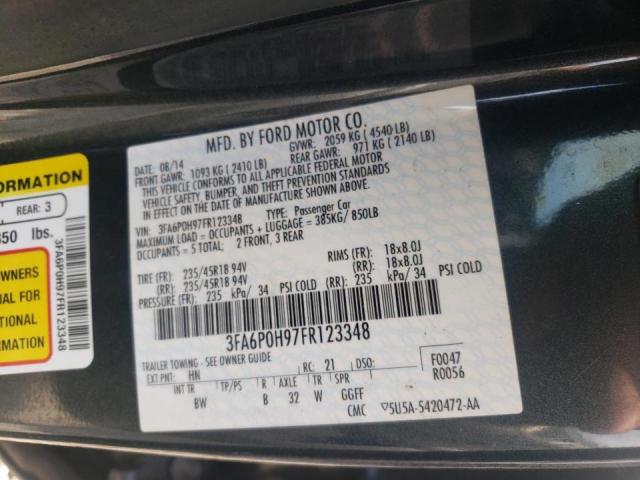 FORMATION
REAR: 3
850 lbs.
OWNERS
UAL FOR
TIONAL
ORMATION
3FA6P0H97FR123348
MFD. BY FORD MOTOR CO.
DATE: 08/14 GVWR: 2059 KG ( 4540 LB)
FRONT GAWR: 1093 KG ( 2410 LB) REAR GAWR: 971 KG ( 2140 LB)
THIS VEHICLE CONFORMS TO ALL APPLICABLE FEDERAL MOTOR
VEHICLE SAFETY, BUMPER, AND THEFT PREVENTION STANDARDS
IN EFFECT ON THE DATE OF MANUFACTURE SHOWN ABOVE.
VIN: 3FA6P0H97FR123348 TYPE: Passenger Car
MAXIMUM LOAD = OCCUPANTS + LUGGAGE = 385KG/ 850LB
OCCUPANTS = 5 TOTAL: 2 FRONT, 3 REAR
TIRE (FR): 235/45R18 94V RIMS (FR): 18x8.0J
(RR): 235/45R18 94V (RR): 18x8.0J
PRESSURE (FR): 235 kPa/ 34 PSI COLD (RR): 235 kPa/ 34 PSI COLD
3FA6P0H97FR123348
TRAILER TOWING - SEE OWNER GUIDE
EXT PNT: HN RC: 21 DSO: F0047
R0056
INT TR TP/PS R AXLE TR SPR
BW B 32 W GGFF
CMC ▽5U5A-5420472-AA